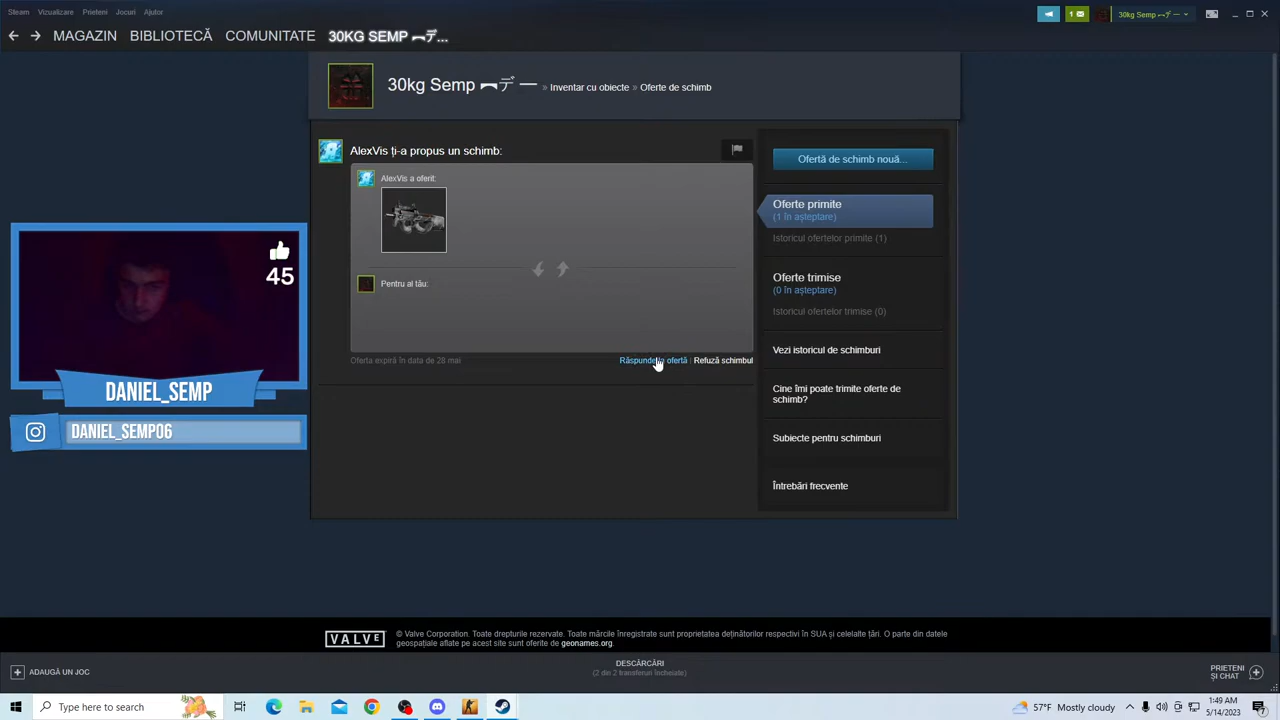 Steam Vizualizare Prieteni Jocuri Ajutor
1
30kg Semp ︻デ 一
MAGAZIN BIBLIOTECĂ COMUNITATE 30KG SEMP ︻デ...
30kg Semp ︻デ 一 » Inventar cu obiecte » Oferte de schimb
AlexVis ți-a propus un schimb:
AlexVis a oferit:
Pentru al tău:
Oferta expiră în data de 28 mai
Răspunde la ofertă | Refuză schimbul
Ofertă de schimb nouă...
Oferte primite
(1 în așteptare)
Istoricul ofertelor primite (1)
Oferte trimise
(0 în așteptare)
Istoricul ofertelor trimise (0)
Vezi istoricul de schimburi
Cine îmi poate trimite oferte de
schimb?
Subiecte pentru schimburi
Întrebări frecvente
45
DANIEL_SEMP
DANIEL_SEMP06
VALVE
© Valve Corporation. Toate drepturile rezervate. Toate mărcile înregistrate sunt proprietatea deținătorilor respectivi în SUA și celelalte țări. O parte din datele
geospațiale aflate pe acest site sunt oferite de geonames.org.
ADAUGĂ UN JOC
DESCĂRCĂRI
(2 din 2 transferuri încheiate)
PRIETENI
ȘI CHAT
Type here to search
57°F Mostly cloudy
1:49 AM
5/14/2023
7